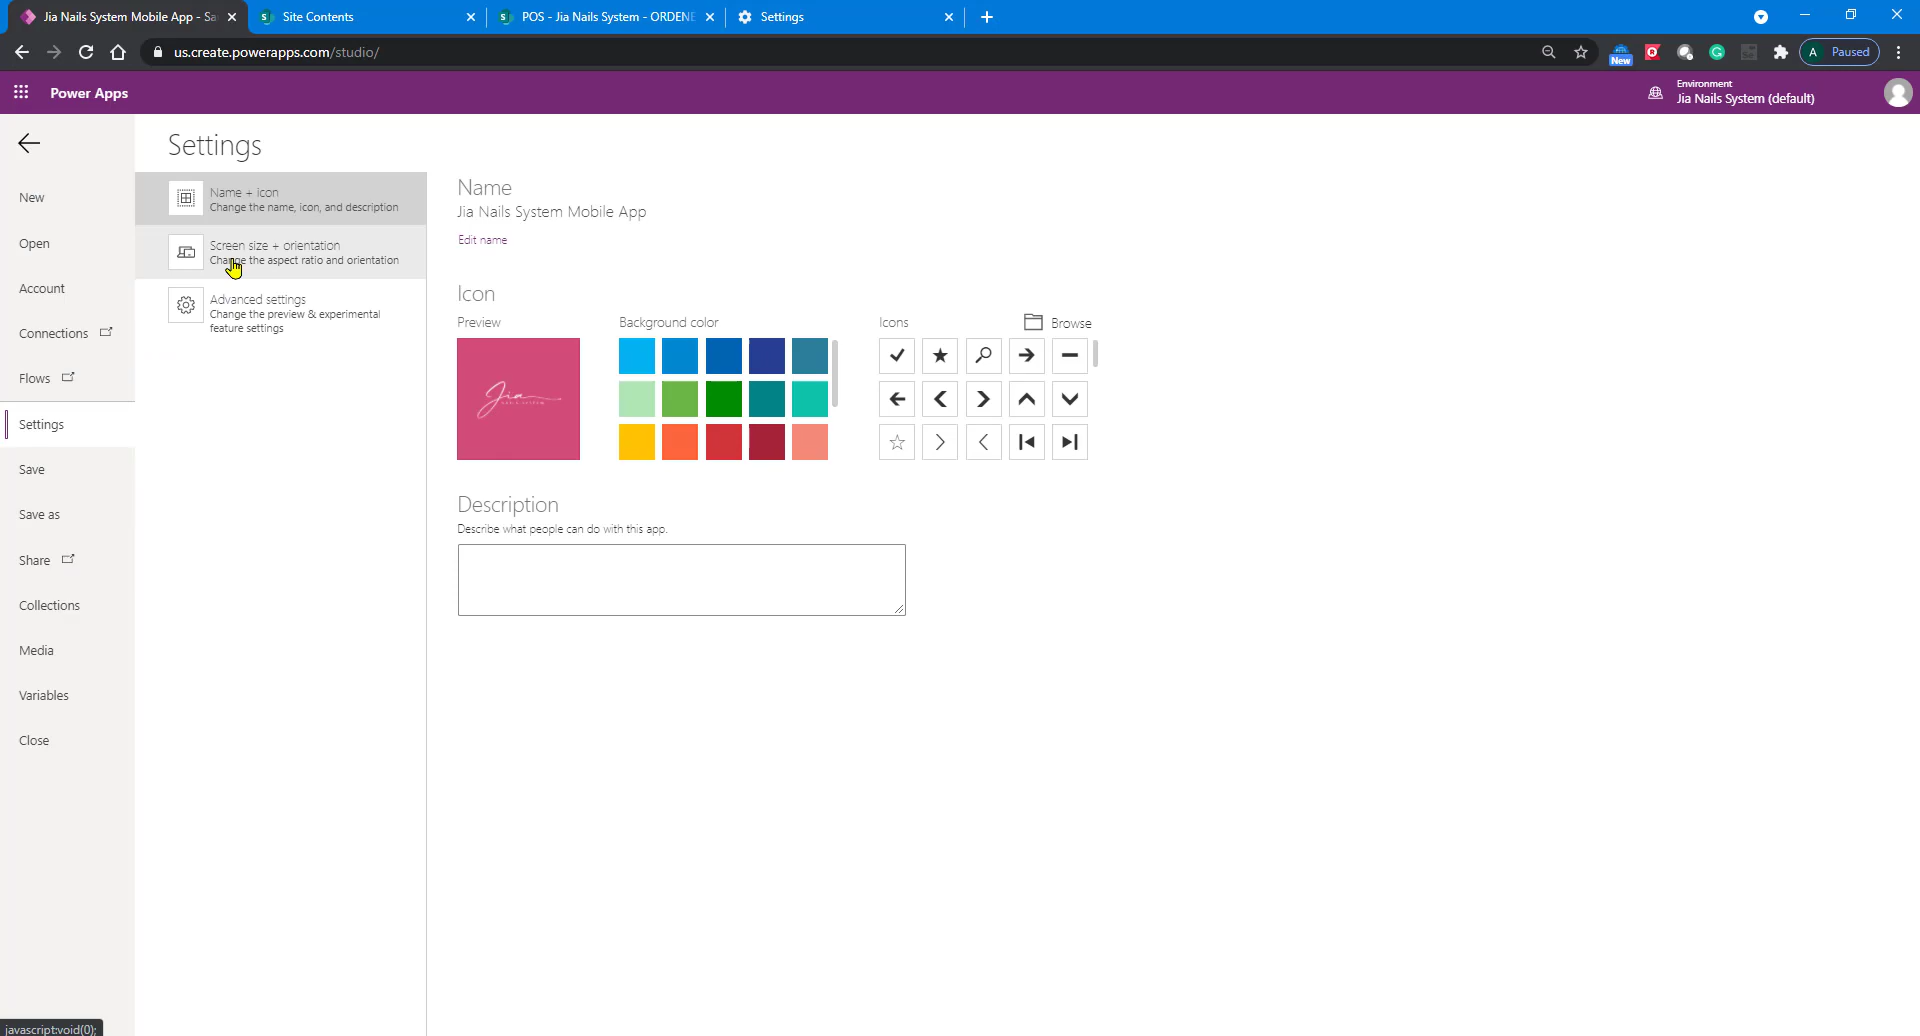 Jia Nails System Mobile App - Sa
Site Contents
POS - Jia Nails System - ORDENE
Settings
us.create.powerapps.com/studio/
New
A Paused
Power Apps
Environment
Jia Nails System (default)
Settings
New
Open
Account
Connections
Flows
Settings
Save
Save as
Share
Collections
Media
Variables
Close
Name + icon
Change the name, icon, and description
Screen size + orientation
Change the aspect ratio and orientation
Advanced settings
Change the preview & experimental
feature settings
Name
Jia Nails System Mobile App
Edit name
Icon
Preview
Background color
Icons
Browse
Jia
Description
Describe what people can do with this app.
javascript:void(0);